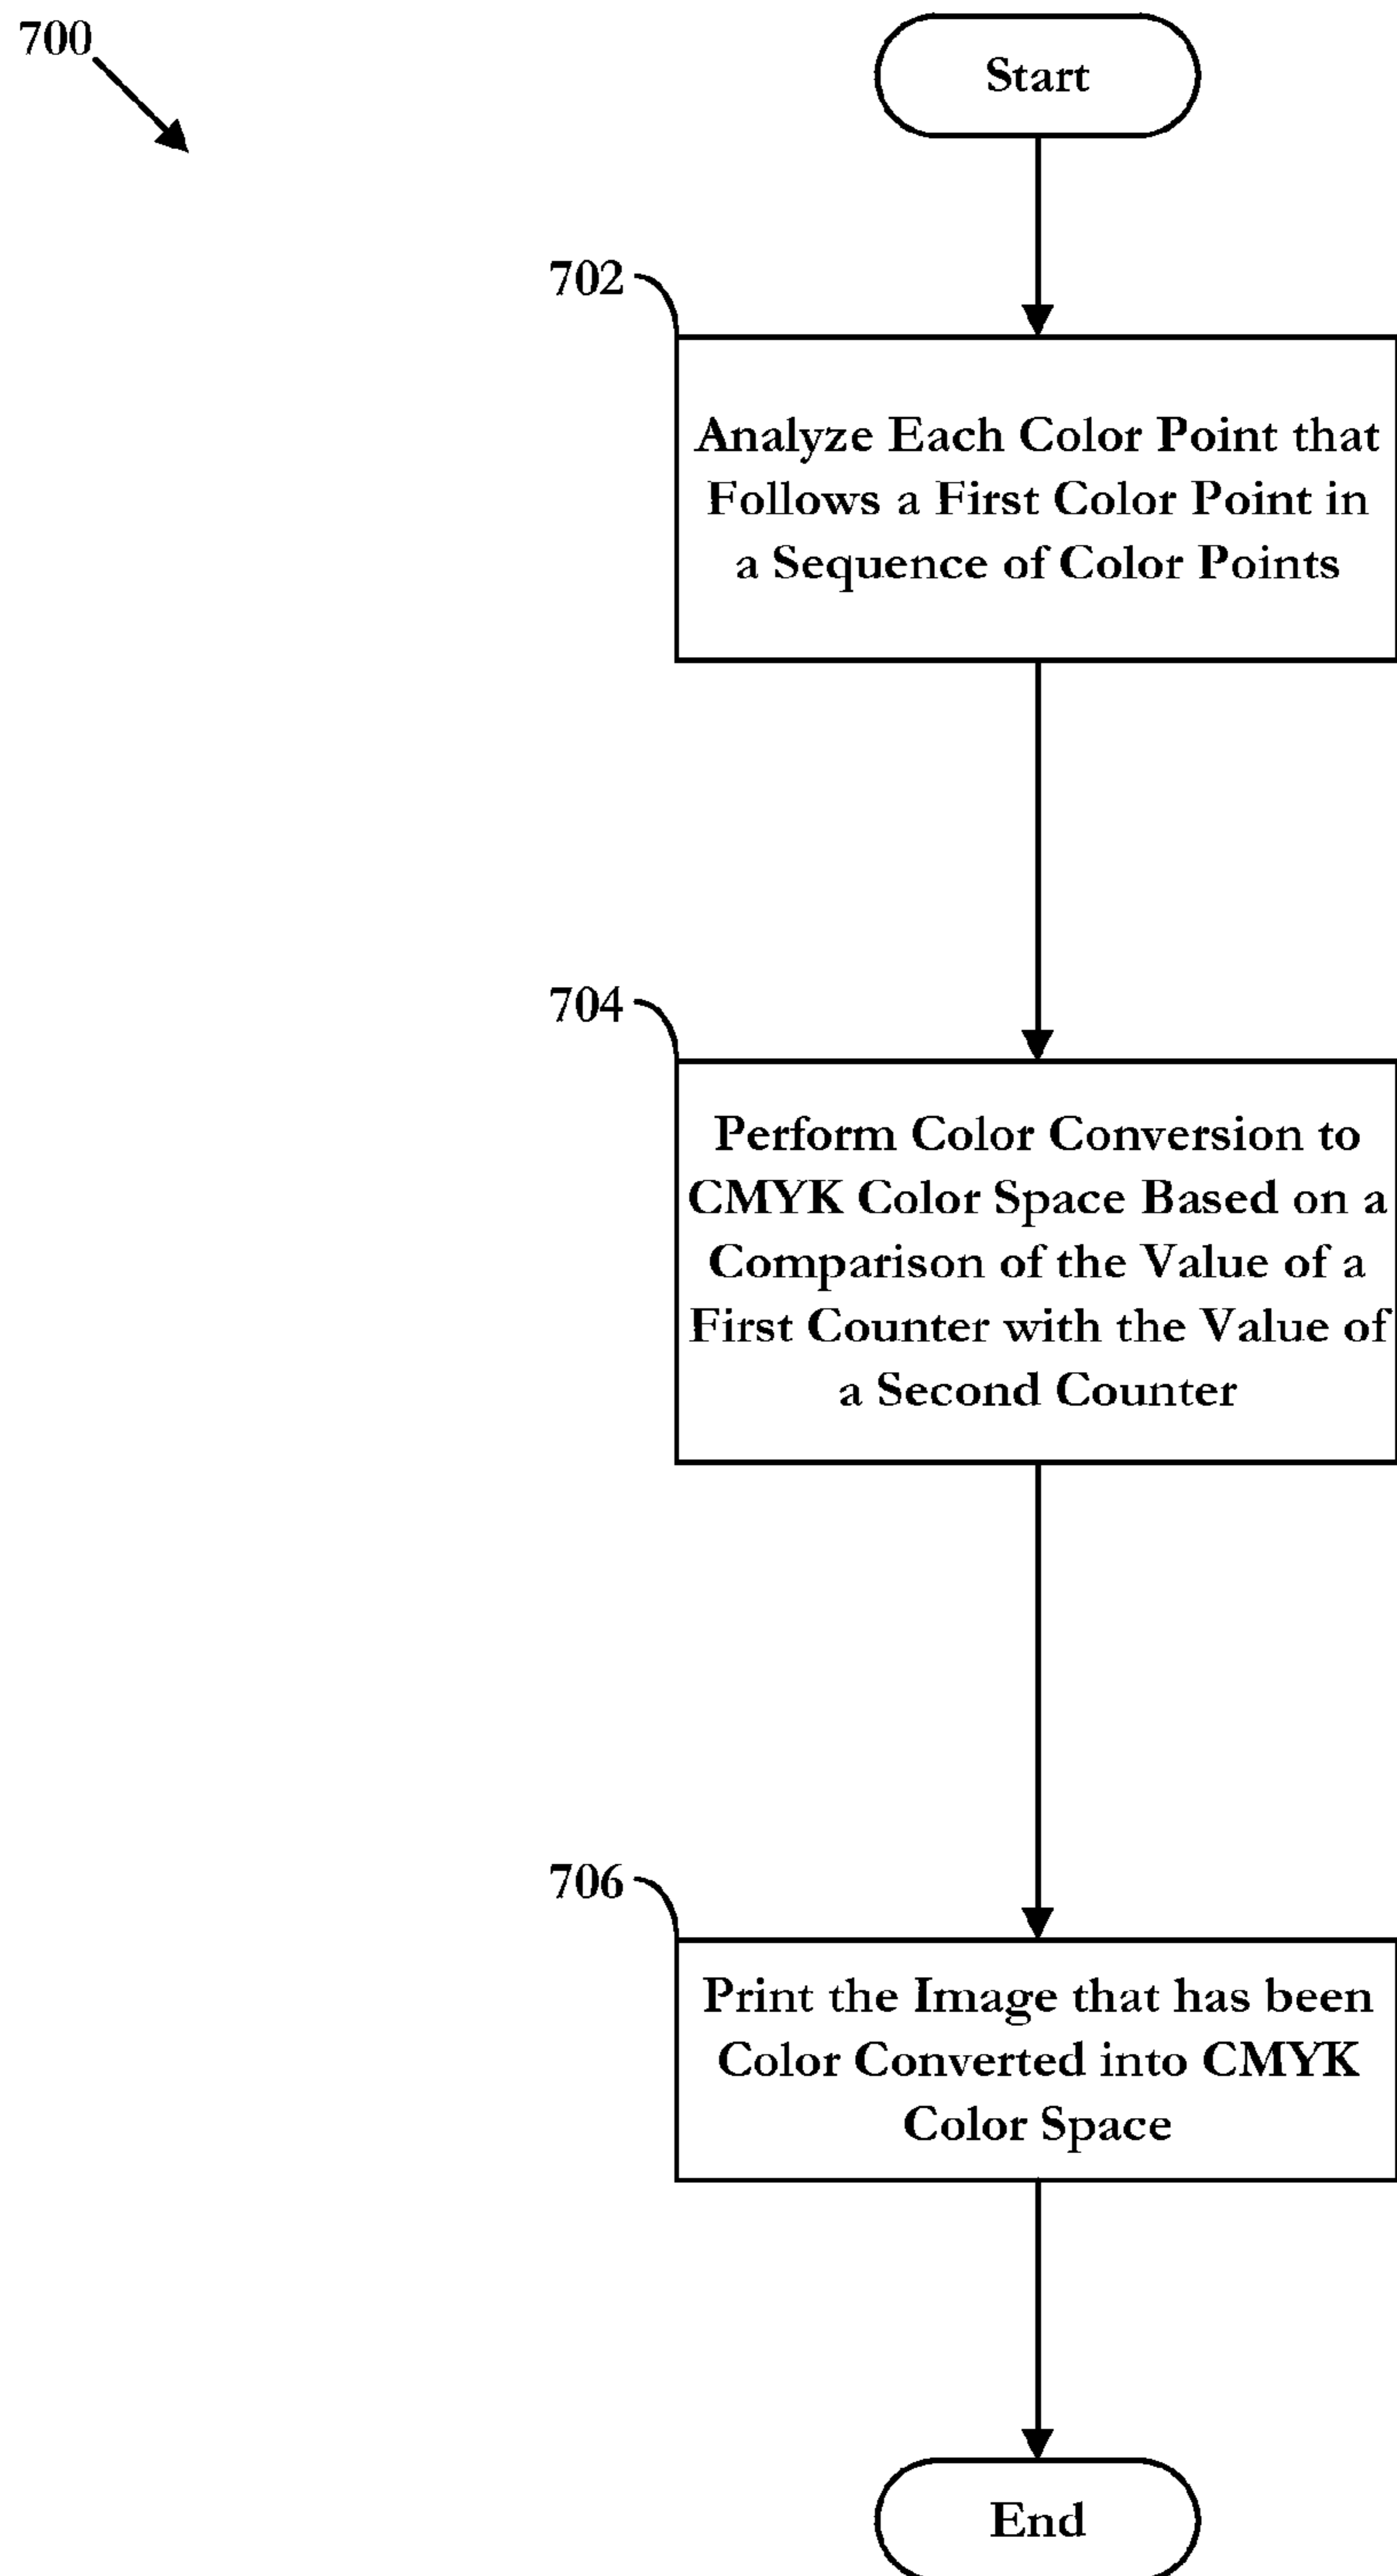 700
Start
702
Analyze Each Color Point that
Follows a First Color Point in
a Sequence of Color Points
704
Perform Color Conversion to
CMYK Color Space Based on a
Comparison of the Value of a
First Counter with the Value of
a Second Counter
706
Print the Image that has been
Color Converted into CMYK
Color Space
End